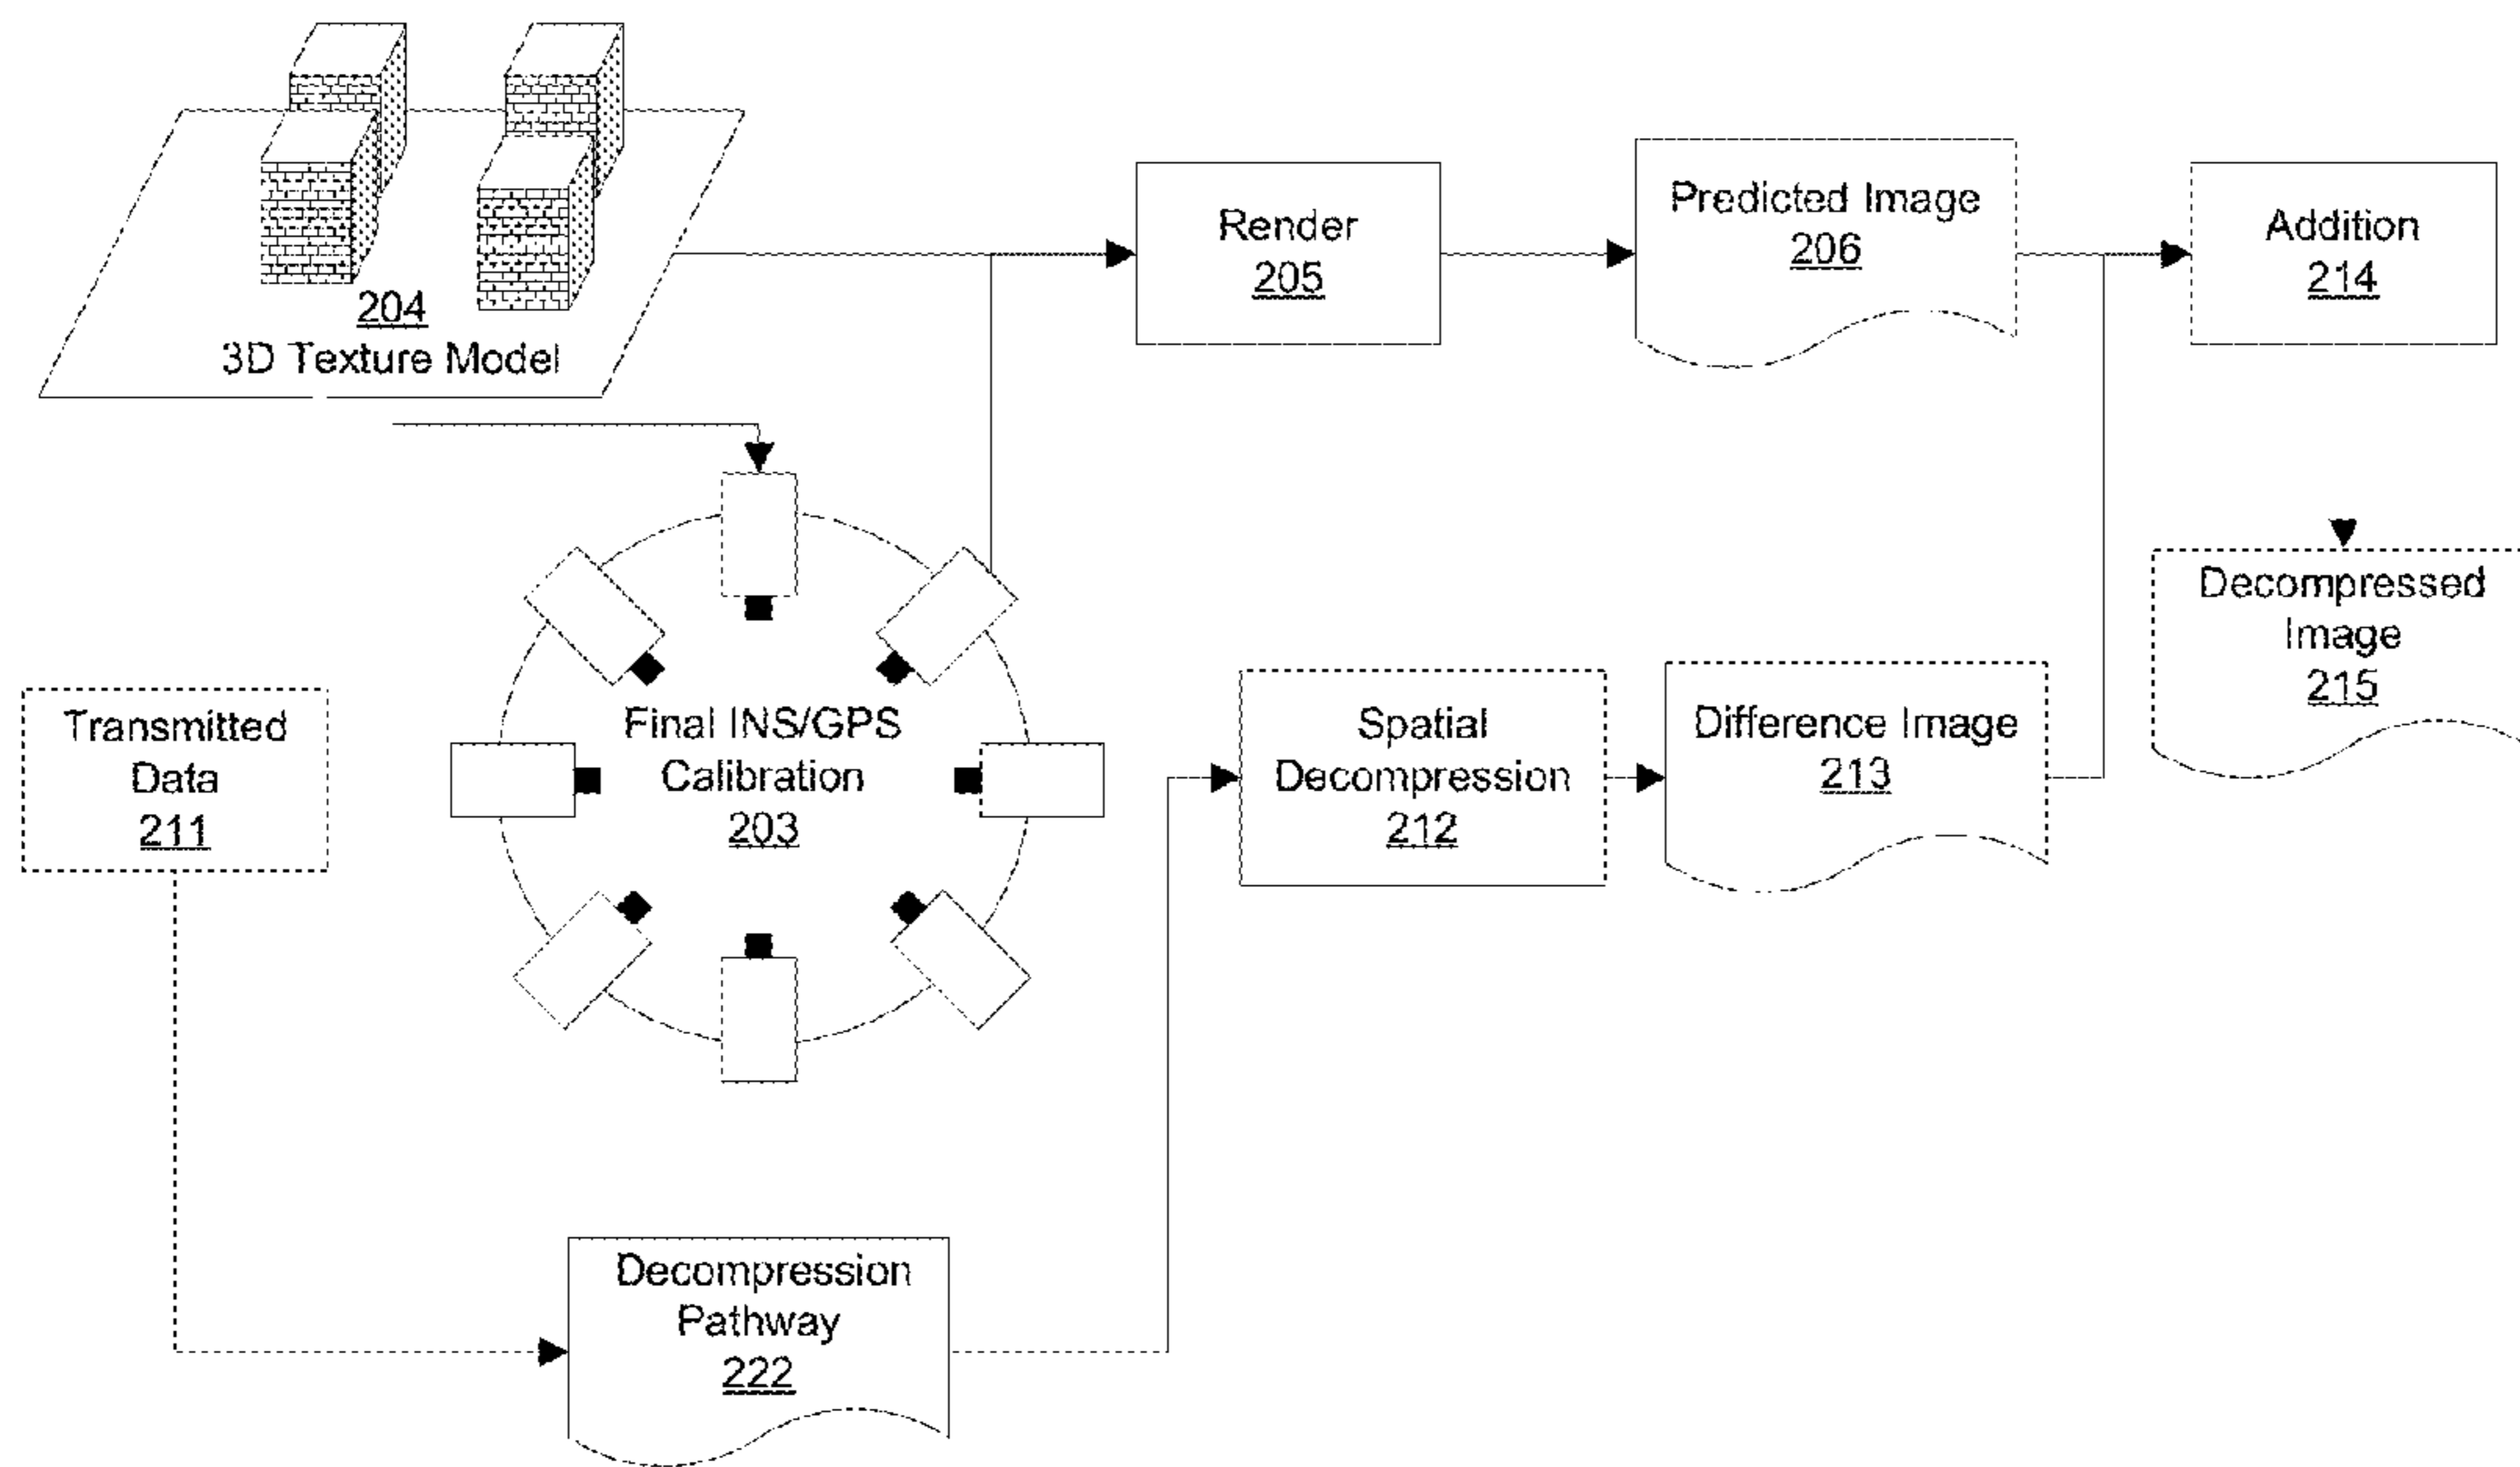 204
3D Texture Model
Render
205
Predicted Image
206
Addition
214
Decompressed
Image
215
Transmitted
Data
211
Final INS/GPS
Calibration
203
Spatial
Decompression
212
Difference Image
213
Decompression
Pathway
222